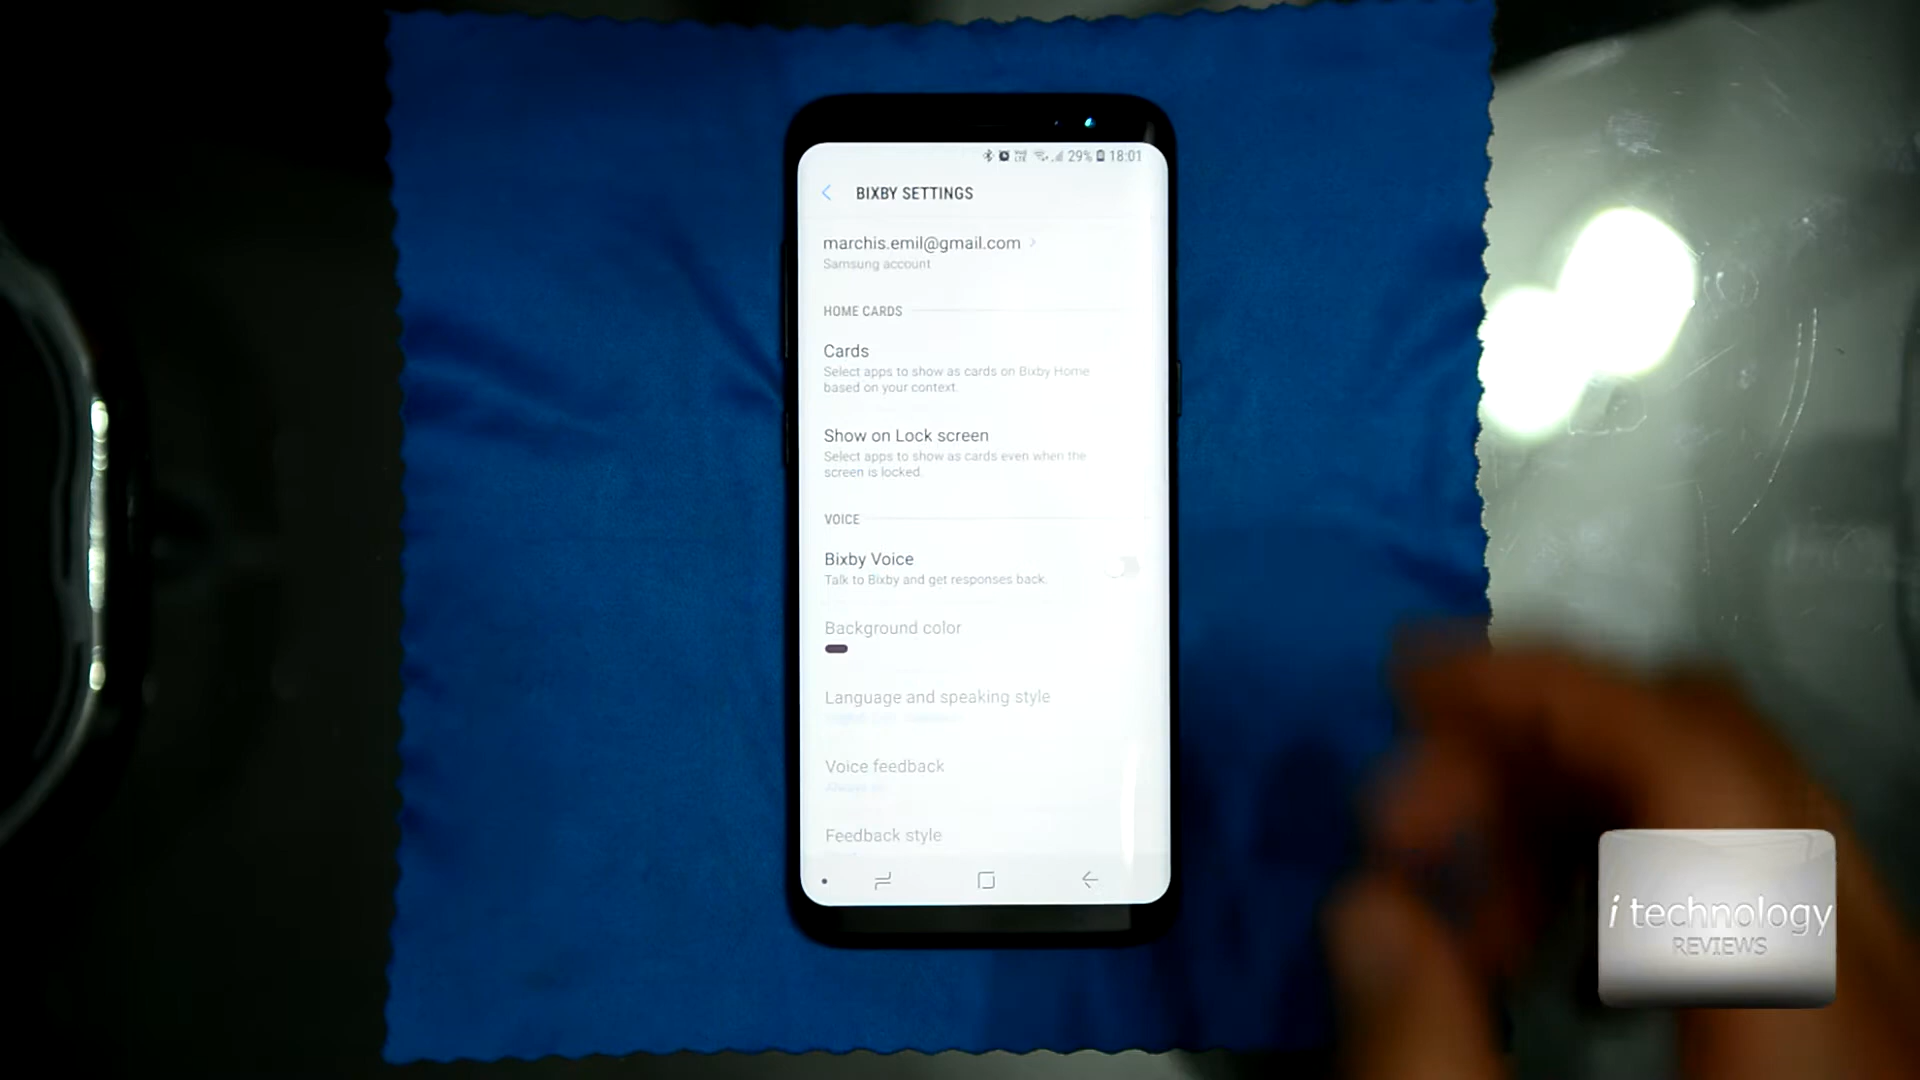 29% 18:01
BIXBY SETTINGS
marchis.emil@gmail.com
Samsung account
HOME CARDS
Cards
Select apps to show as cards on Bixby Home
based on your context.
Show on Lock screen
Select apps to show as cards even when the
screen is locked.
VOICE
Bixby Voice
Talk to Bixby and get responses back.
Background color
Language and speaking style
Voice feedback
Always on
Feedback style
i technology
REVIEWS